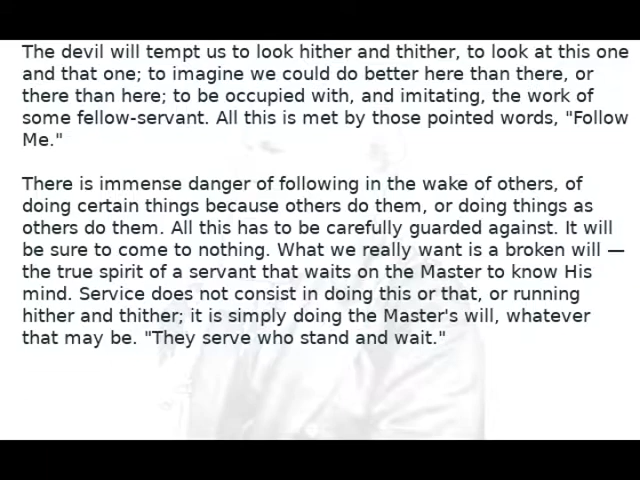 The devil will tempt us to look hither and thither, to look at this one
and that one; to imagine we could do better here than there, or
there than here; to be occupied with, and imitating, the work of
some fellow-servant. All this is met by those pointed words, "Follow
Me."
There is immense danger of following in the wake of others, of
doing certain things because others do them, or doing things as
others do them. All this has to be carefully guarded against. It will
be sure to come to nothing. What we really want is a broken will —
the true spirit of a servant that waits on the Master to know His
mind. Service does not consist in doing this or that, or running
hither and thither; it is simply doing the Master's will, whatever
that may be. "They serve who stand and wait."